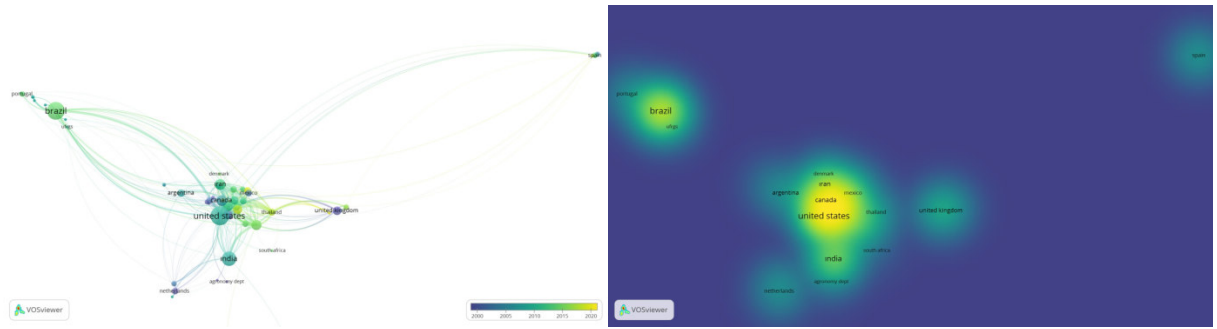 portugal
brazil
ufrgs
denmark
iran
argentina
mexico
canada
united states
thailand
united kingdom
south africa
india
agronomy dept
netherlands
VOSviewer
2000 2005 2010 2015 2020
spain
portugal
brazil
denmark
iran
argentina
mexico
canada
united states
thailand
united kingdom
south africa
india
agronomy dept
netherlands
VOSviewer